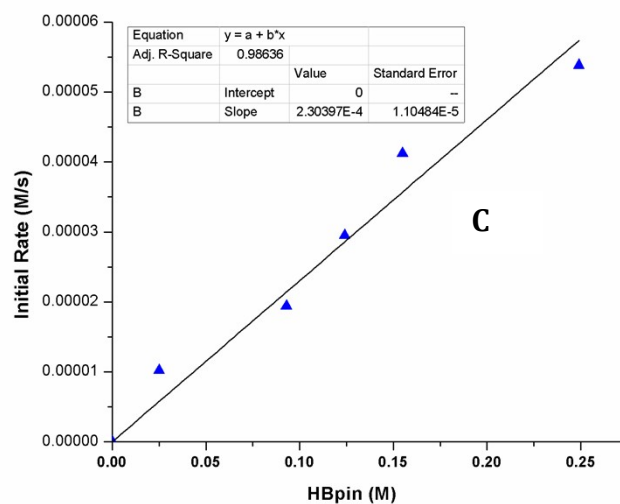 Equation y = a + b*x
Adj. R-Square 0.98636
Value Standard Error
B Intercept 0 --
B Slope 2.30397E-4 1.10484E-5
C
0.00006
0.00005
0.00004
0.00003
0.00002
0.00001
0.00000
Initial Rate (M/s)
0.00 0.05 0.10 0.15 0.20 0.25
HBpin (M)